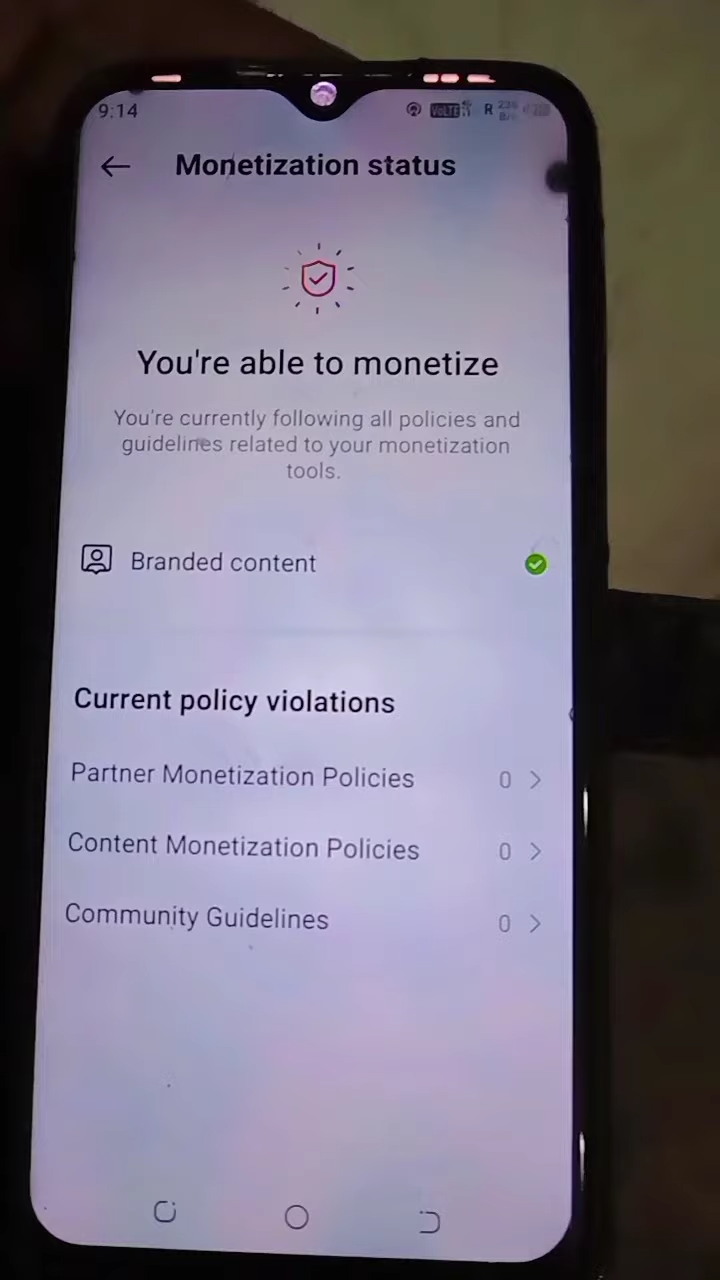 9:14
VoLTE R
Monetization status
You're able to monetize
You're currently following all policies and
guidelines related to your monetization
tools.
Branded content
Current policy violations
Partner Monetization Policies 0
Content Monetization Policies 0
Community Guidelines 0